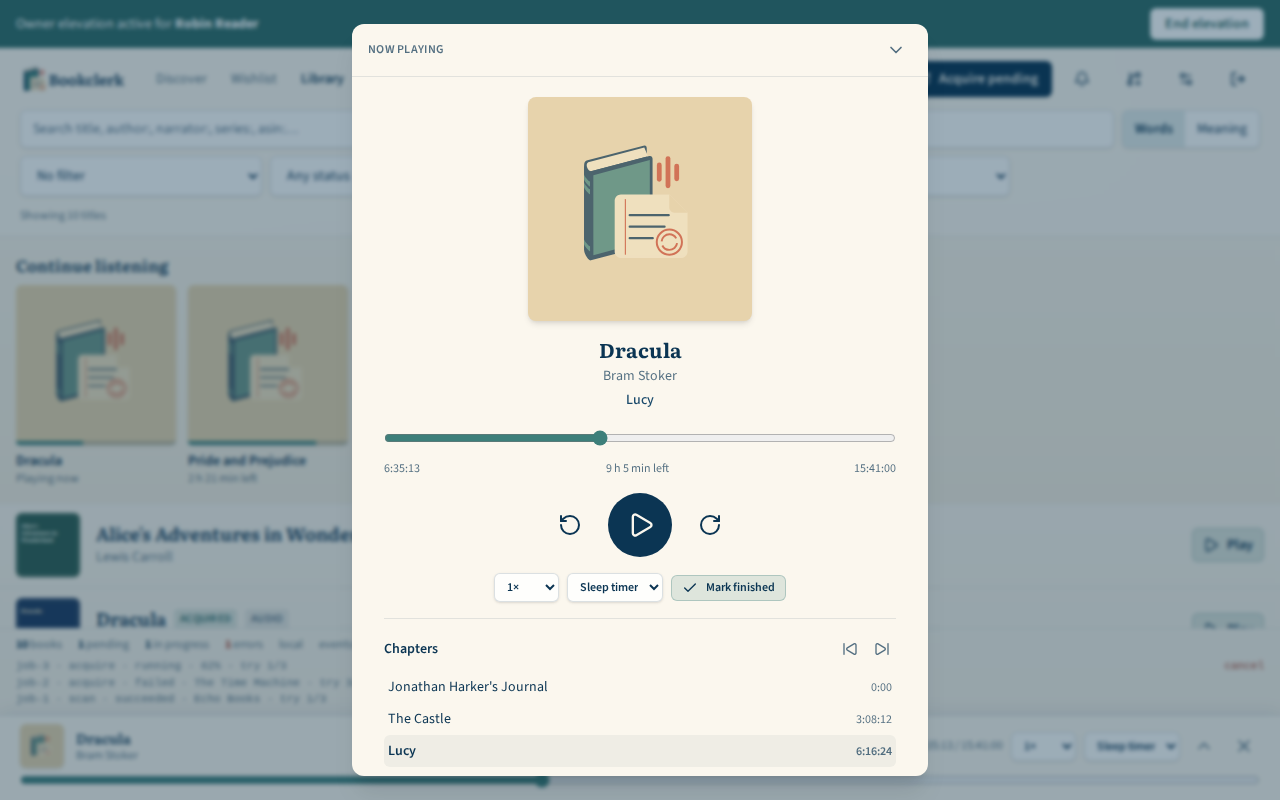 Owner elevation active for Robin Reader
End elevation
NOW PLAYING
Bookclerk
Discover
Wishlist
Library
Acquire pending
Search title, author, narrator, series, asin…
Words
Meaning
No filter
Any status
Showing 10 titles
Continue listening
Dracula
Playing now
Pride and Prejudice
Dracula
Bram Stoker
Lucy
6:35:13
9 h 5 min left
15:41:00
1×
Sleep timer
Mark finished
Chapters
Jonathan Harker's Journal
0:00
The Castle
3:08:12
Lucy
6:16:24
Alice's Adventures in
Lewis Carroll
Play
Dracula
ACQUIRED
cancel
job-3 · acquire · running
job-2 · acquire · failed · The Time Machine · try
job-1 · scan · succeeded
Dracula
Bram Stoker
1×
Sleep timer